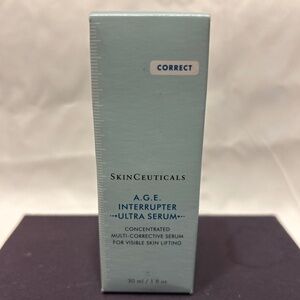 CORRECT
SKINCEUTICALS
A.G.E.
INTERRUPTER
ULTRA SERUM
CONCENTRATED
MULTI-CORRECTIVE SERUM
FOR VISIBLE SKIN LIFTING
30 ml / 1 fl oz